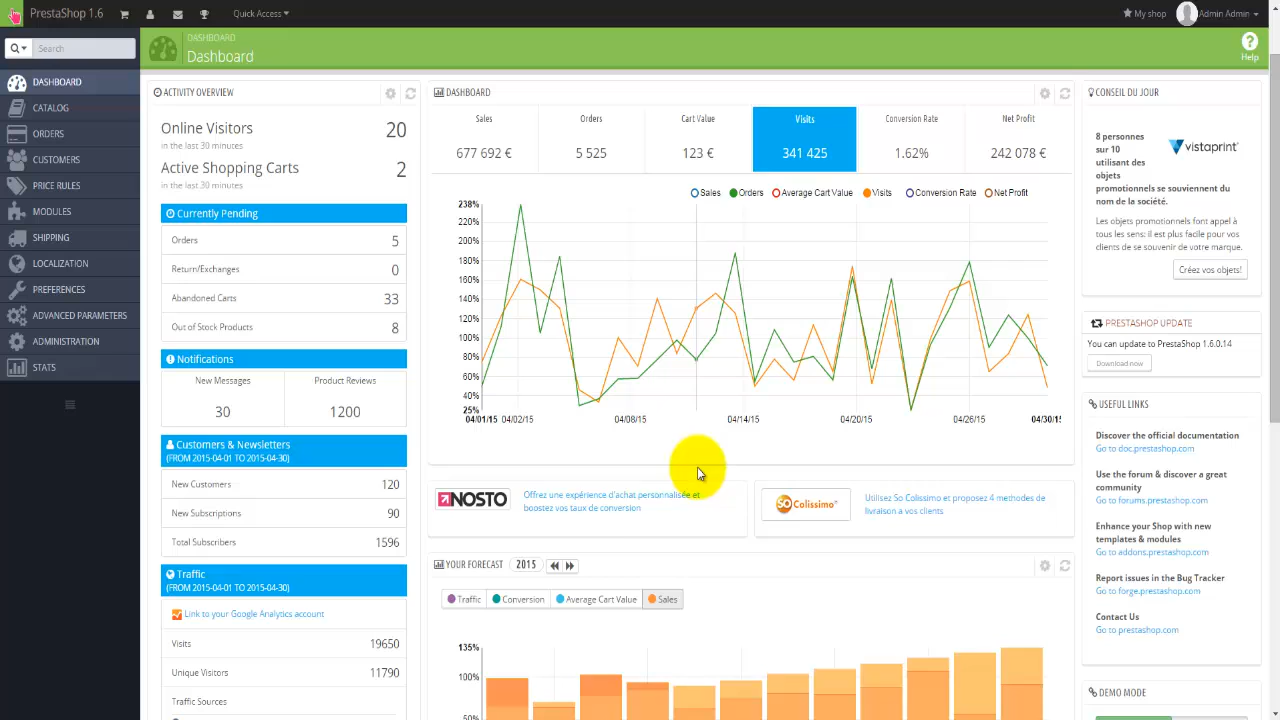 PrestaShop 1.6
Quick Access
My shop
Admin Admin
Search
DASHBOARD
CATALOG
ORDERS
CUSTOMERS
PRICE RULES
MODULES
SHIPPING
LOCALIZATION
PREFERENCES
ADVANCED PARAMETERS
ADMINISTRATION
STATS
DASHBOARD
Dashboard
Help
ACTIVITY OVERVIEW
Online Visitors 20
in the last 30 minutes
Active Shopping Carts 2
in the last 30 minutes
Currently Pending
Orders 5
Return/Exchanges 0
Abandoned Carts 33
Out of Stock Products 8
Notifications
New Messages Product Reviews
30 1200
Customers & Newsletters
(FROM 2015-04-01 TO 2015-04-30)
New Customers 120
New Subscriptions 90
Total Subscribers 1596
Traffic
(FROM 2015-04-01 TO 2015-04-30)
Link to your Google Analytics account
Visits 19650
Unique Visitors 11790
Traffic Sources
DASHBOARD
Sales Orders Cart Value Visits Conversion Rate Net Profit
677 692 € 5 525 123 € 341 425 1.62% 242 078 €
Sales Orders Average Cart Value Visits Conversion Rate Net Profit
238%
220%
200%
180%
160%
140%
120%
100%
80%
60%
40%
25%
04/01/15 04/02/15 04/08/15 04/14/15 04/20/15 04/26/15 04/30/1
NOSTO
Offrez une expérience d'achat personnalisée et
boostez vos taux de conversion
So Colissimo
Utilisez So Colissimo et proposez 4 methodes de
livraison a vos clients
YOUR FORECAST 2015
Traffic Conversion Average Cart Value Sales
135%
100%
50%
CONSEIL DU JOUR
8 personnes
sur 10
utilisant des
objets
promotionnels se souviennent du
nom de la société.
vistaprint
Les objets promotionnels font appel à
tous les sens: il est plus facile pour vos
clients de se souvenir de votre marque.
Créez vos objets!
PRESTASHOP UPDATE
You can update to PrestaShop 1.6.0.14
Download now
USEFUL LINKS
Discover the official documentation
Go to doc.prestashop.com
Use the forum & discover a great
community
Go to forums.prestashop.com
Enhance your Shop with new
templates & modules
Go to addons.prestashop.com
Report issues in the Bug Tracker
Go to forge.prestashop.com
Contact Us
Go to prestashop.com
DEMO MODE